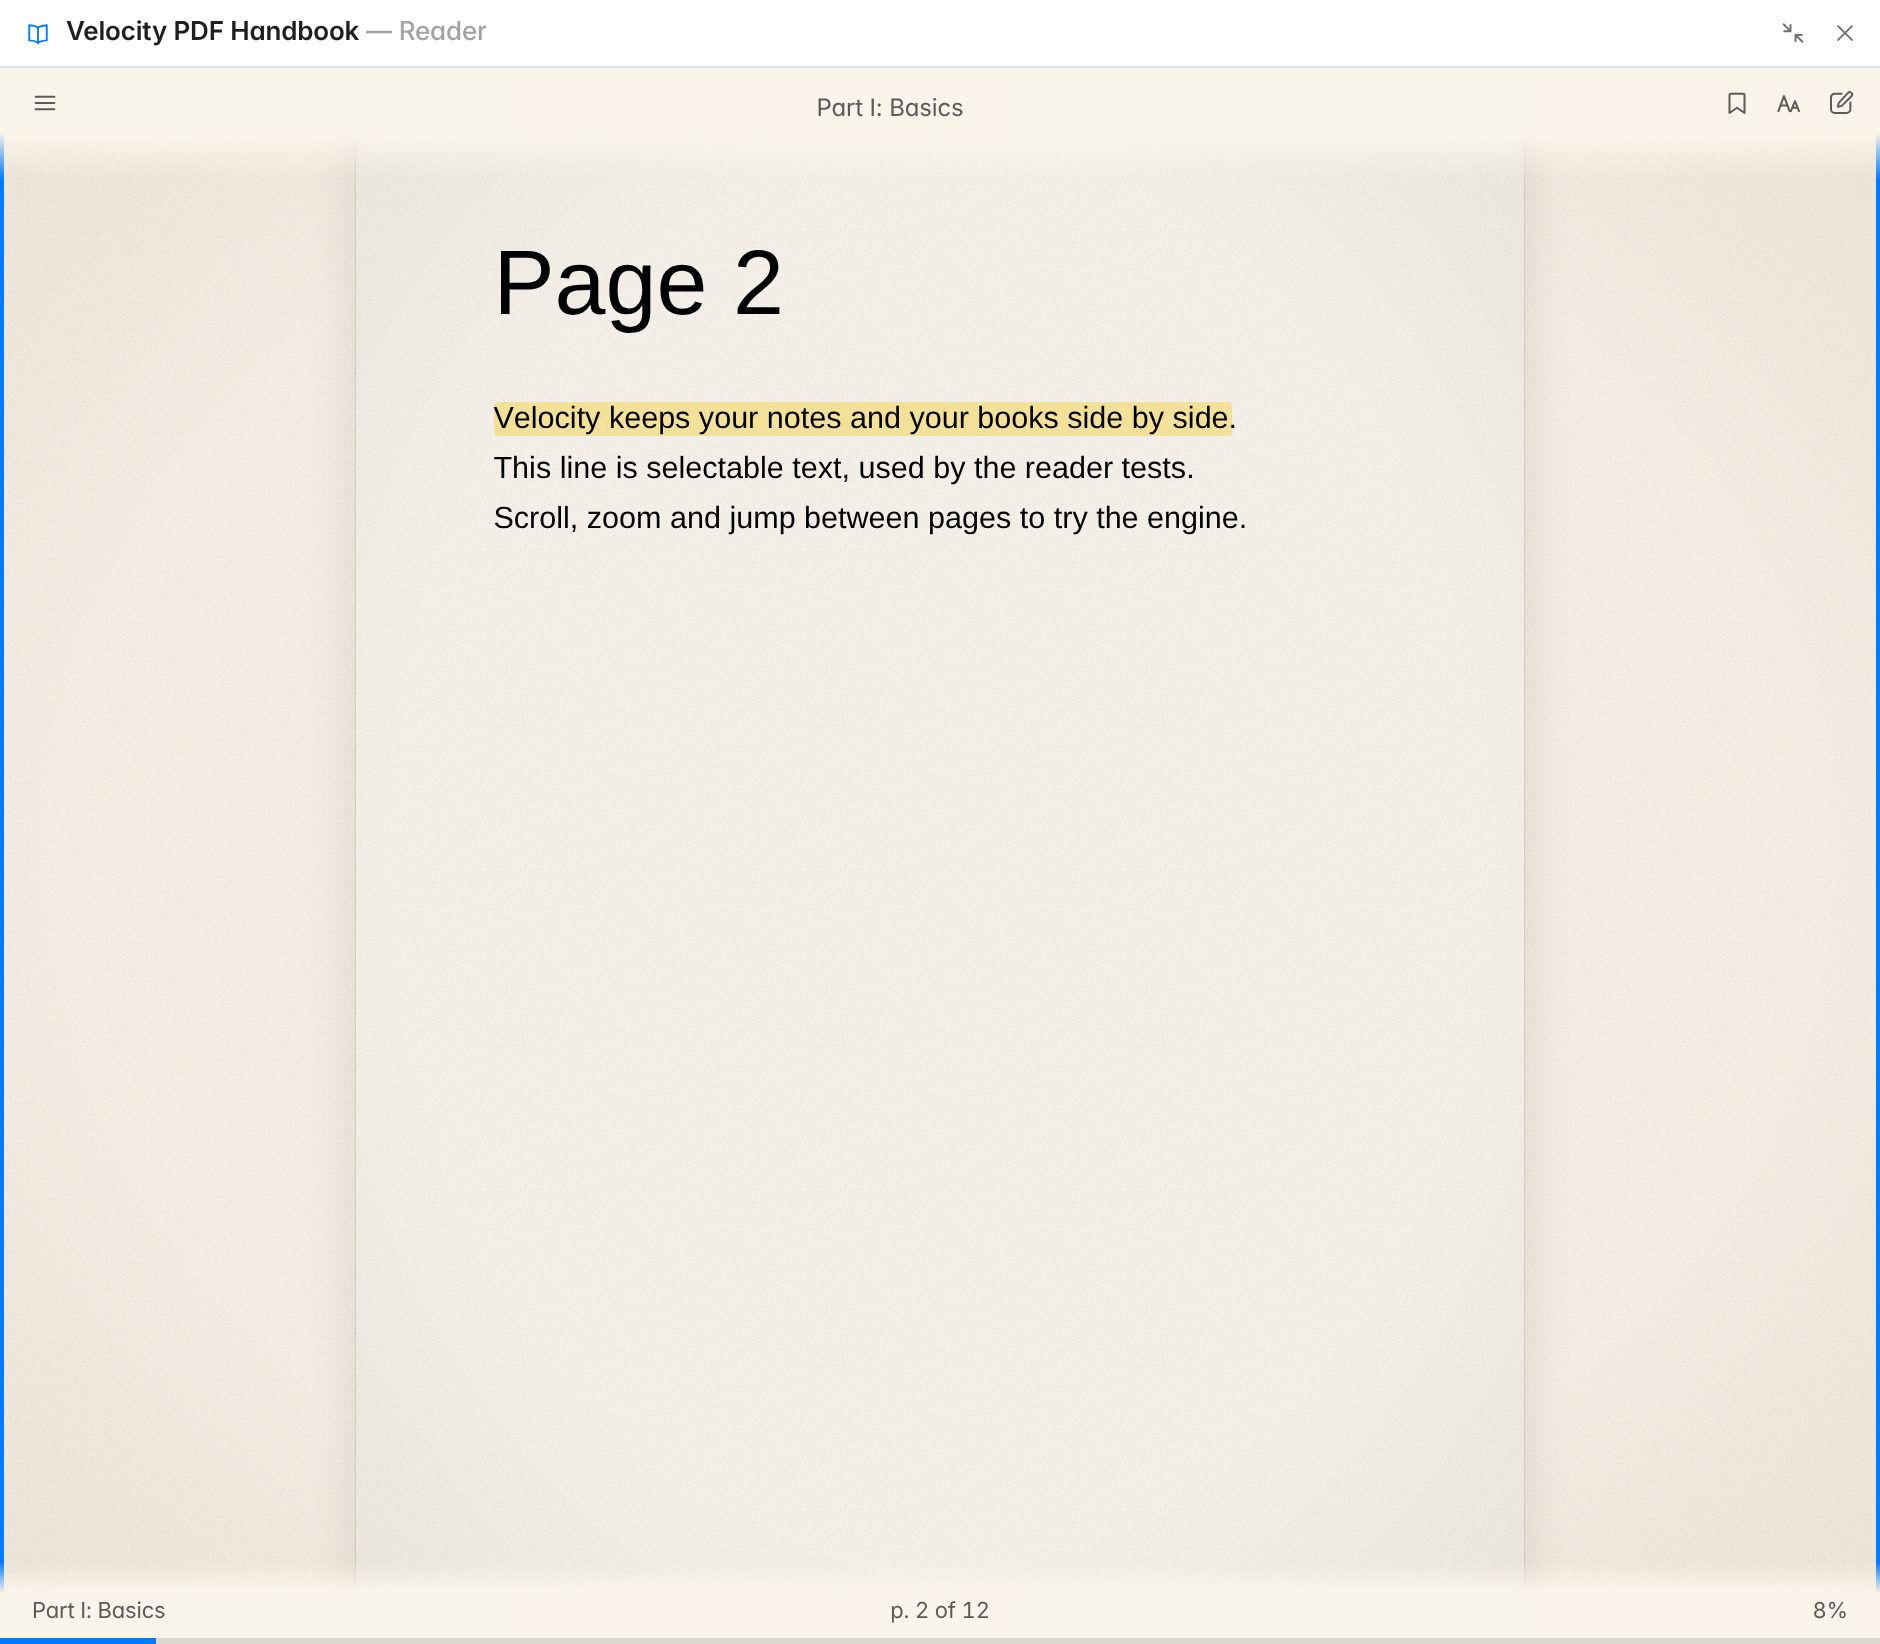 Velocity PDF Handbook — Reader
Part I: Basics
AA
Page 2
Velocity keeps your notes and your books side by side.
This line is selectable text, used by the reader tests.
Scroll, zoom and jump between pages to try the engine.
Part I: Basics
p. 2 of 12
8%